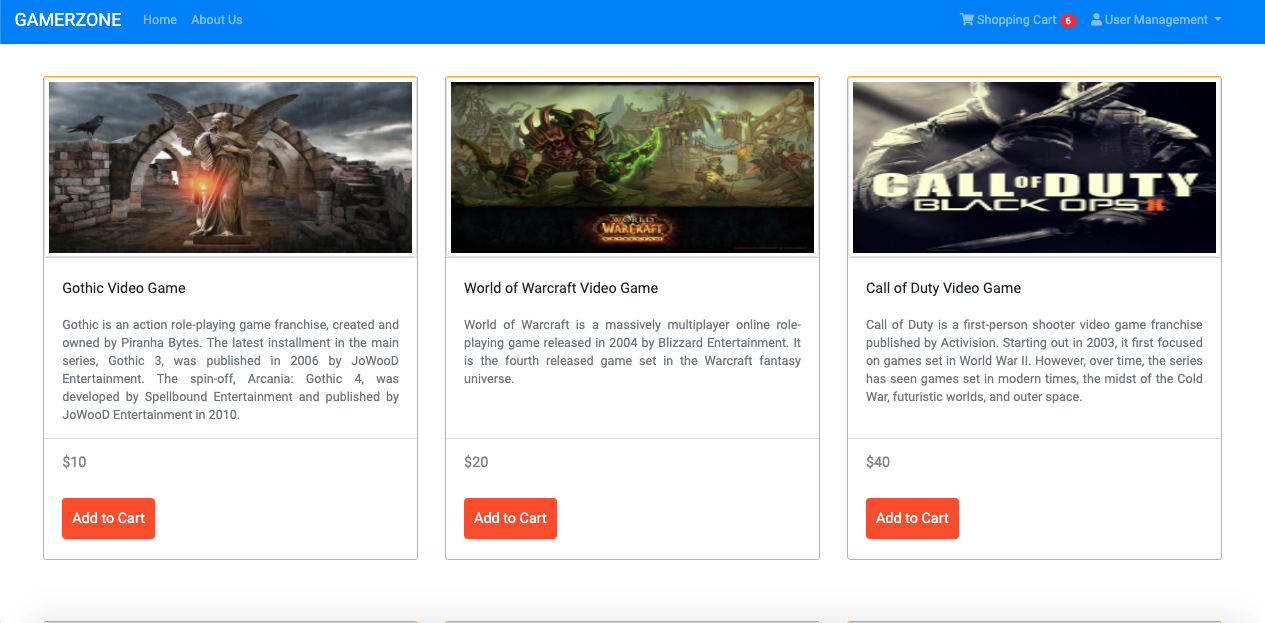 GAMERZONE Home About Us Shopping Cart 6 User Management
WORLD
WARCRAFT
CALL OF DUTY
BLACK OPS II
Gothic Video Game
Gothic is an action role-playing game franchise, created and
owned by Piranha Bytes. The latest installment in the main
series, Gothic 3, was published in 2006 by JoWooD
Entertainment. The spin-off, Arcania: Gothic 4, was
developed by Spellbound Entertainment and published by
JoWooD Entertainment in 2010.
$10
Add to Cart
World of Warcraft Video Game
World of Warcraft is a massively multiplayer online role-
playing game released in 2004 by Blizzard Entertainment. It
is the fourth released game set in the Warcraft fantasy
universe.
$20
Add to Cart
Call of Duty Video Game
Call of Duty is a first-person shooter video game franchise
published by Activision. Starting out in 2003, it first focused
on games set in World War II. However, over time, the series
has seen games set in modern times, the midst of the Cold
War, futuristic worlds, and outer space.
$40
Add to Cart